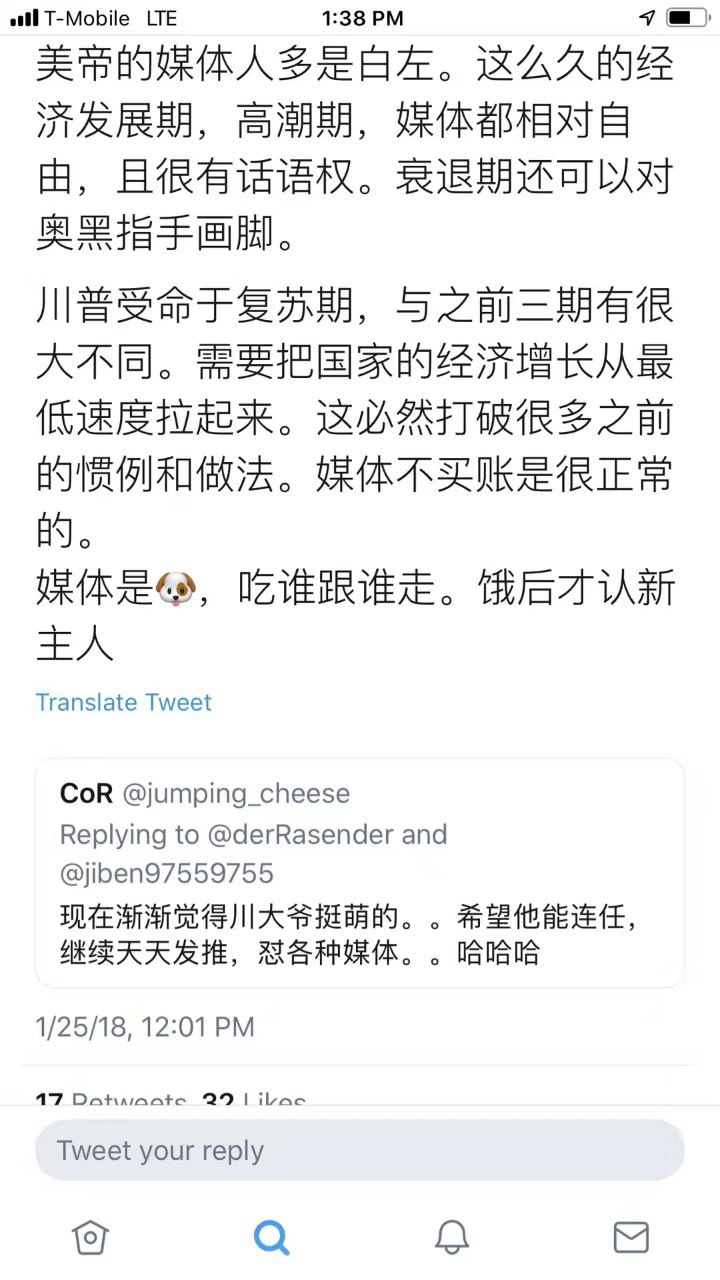 T-Mobile LTE 1:38 PM
美帝的媒体人多是白左。这么久的经
济发展期，高潮期，媒体都相对自
由，且很有话语权。衰退期还可以对
奥黑指手画脚。
川普受命于复苏期，与之前三期有很
大不同。需要把国家的经济增长从最
低速度拉起来。这必然打破很多之前
的惯例和做法。媒体不买账是很正常
的。
媒体是🐶，吃谁跟谁走。饿后才认新
主人
Translate Tweet
CoR @jumping_cheese
Replying to @derRasender and
@jiben97559755
现在渐渐觉得川大爷挺萌的。。希望他能连任，
继续天天发推，怼各种媒体。。哈哈哈
1/25/18, 12:01 PM
17 Retweets 32 Likes
Tweet your reply